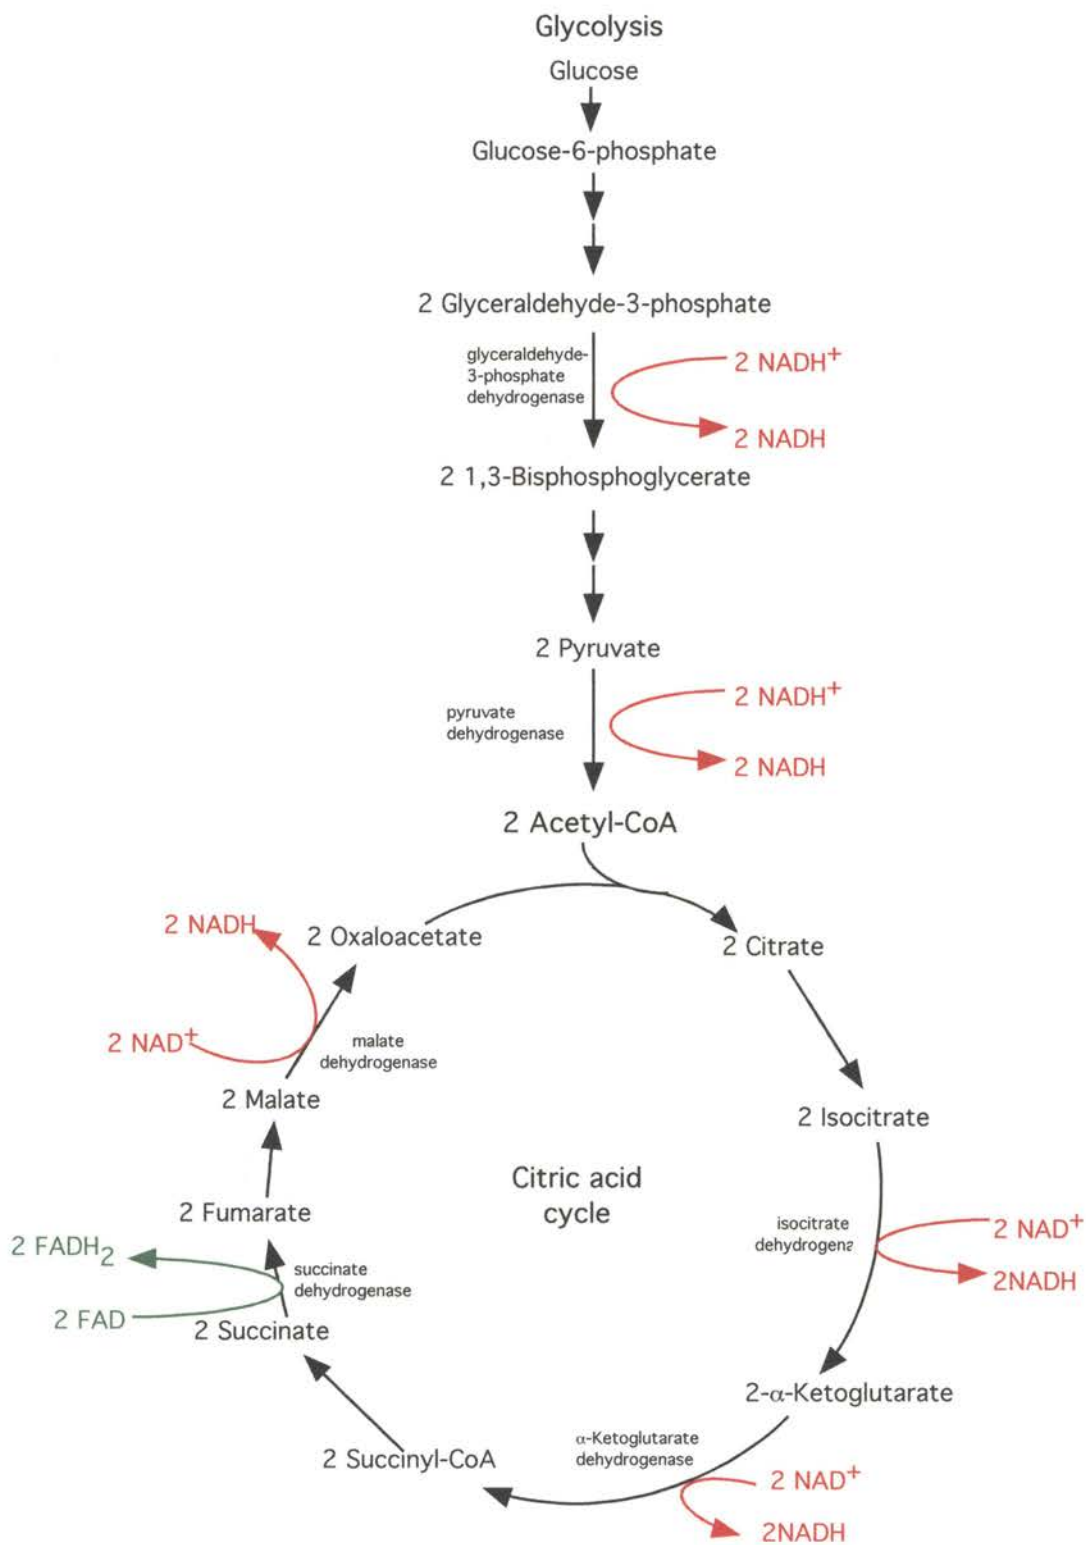 Glycolysis
Glucose
Glucose-6-phosphate
2 Glyceraldehyde-3-phosphate
glyceraldehyde-
3-phosphate
dehydrogenase
2 NADH+
2 NADH
2 1,3-Bisphosphoglycerate
2 Pyruvate
pyruvate
dehydrogenase
2 NADH+
2 NADH
2 Acetyl-CoA
2 NADH
2 Oxaloacetate
2 Citrate
2 NAD+
malate
dehydrogenase
2 Malate
2 Isocitrate
Citric acid
cycle
2 Fumarate
isocitrate
dehydrogena
2 NAD+
2NADH
2 FADH2
succinate
dehydrogenase
2 FAD
2 Succinate
2-α-Ketoglutarate
α-Ketoglutarate
dehydrogenase
2 Succinyl-CoA
2 NAD+
2NADH